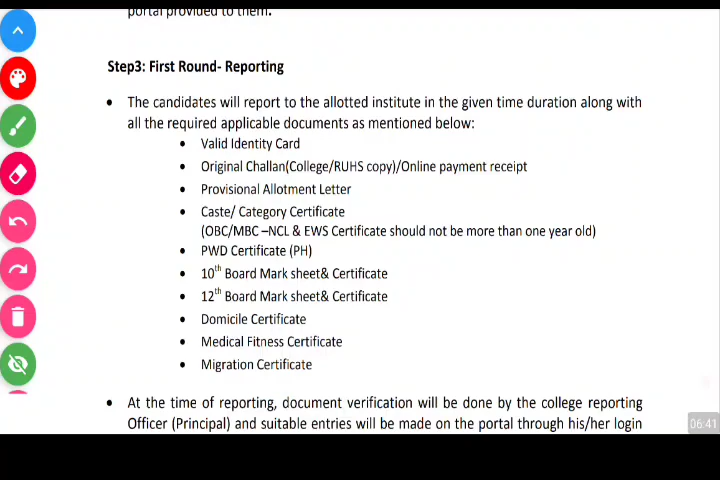 portal provided to them.
Step3: First Round- Reporting
• The candidates will report to the allotted institute in the given time duration along with
all the required applicable documents as mentioned below:
• Valid Identity Card
• Original Challan(College/RUHS copy)/Online payment receipt
• Provisional Allotment Letter
• Caste/ Category Certificate
(OBC/MBC –NCL & EWS Certificate should not be more than one year old)
• PWD Certificate (PH)
• 10th Board Mark sheet& Certificate
• 12th Board Mark sheet& Certificate
• Domicile Certificate
• Medical Fitness Certificate
• Migration Certificate
• At the time of reporting, document verification will be done by the college reporting
Officer (Principal) and suitable entries will be made on the portal through his/her login
06:41